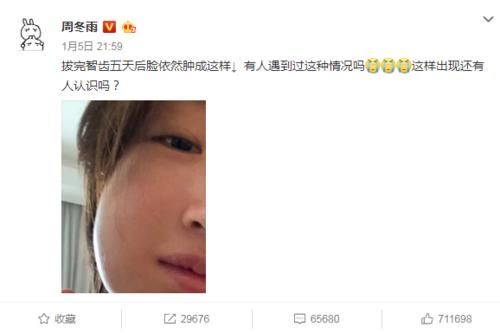 周冬雨
1月5日 21:59
拔完智齿五天后脸依然肿成这样↓ 有人遇到过这种情况吗😭😭😭这样出现还有
人认识吗？
收藏 29676 65680 711698